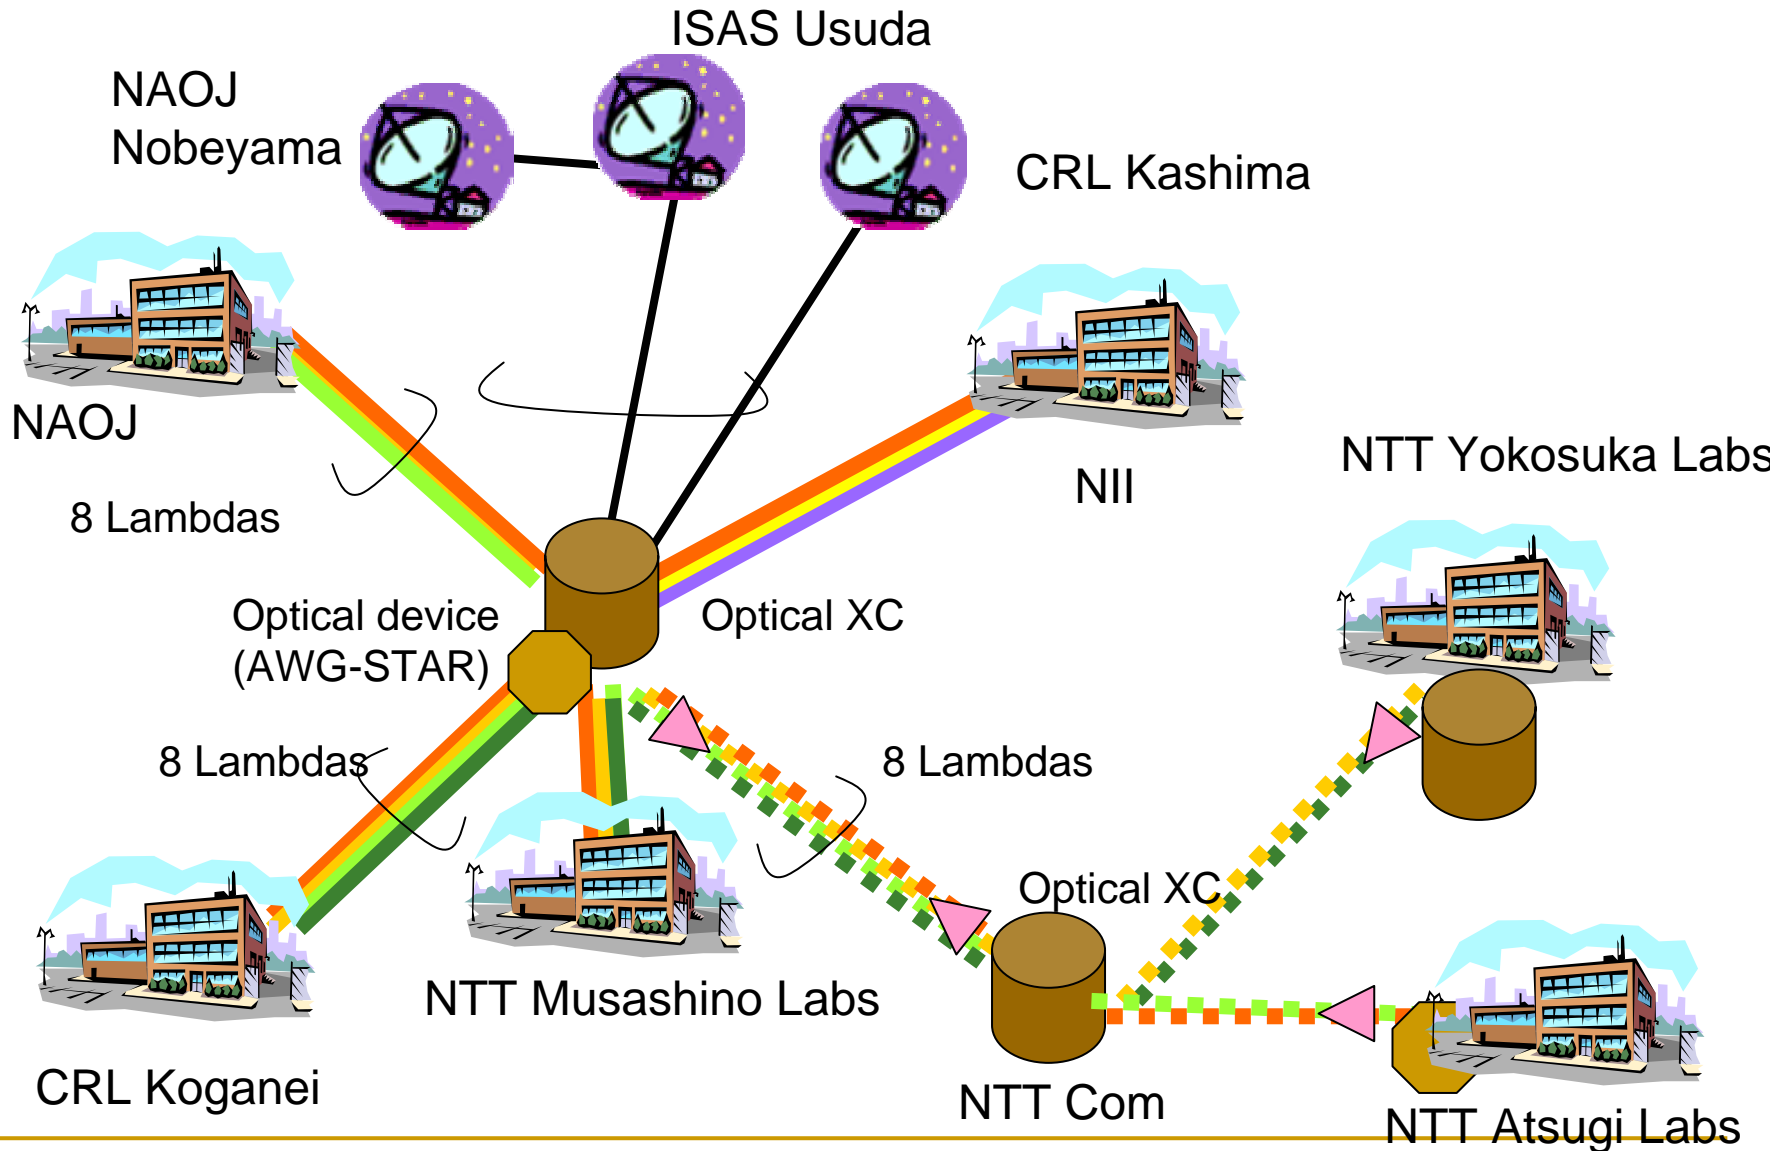 ISAS Usuda
NAOJ
Nobeyama
CRL Kashima
NAOJ
NII
NTT Yokosuka Labs
8 Lambdas
Optical device
(AWG-STAR)
Optical XC
8 Lambdas
8 Lambdas
Optical XC
NTT Musashino Labs
CRL Koganei
NTT Com
NTT Atsugi Labs